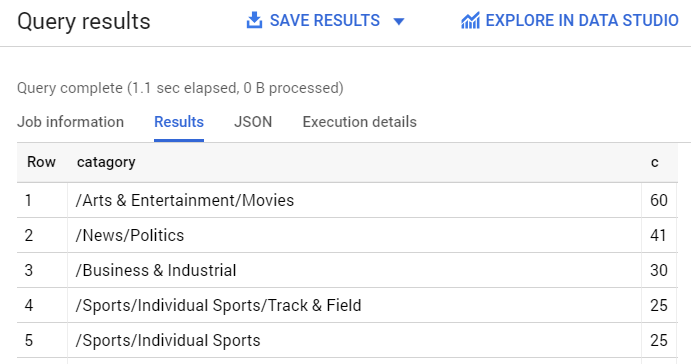 Query results SAVE RESULTS EXPLORE IN DATA STUDIO
Query complete (1.1 sec elapsed, 0 B processed)
Job information Results JSON Execution details
Row catagory c
1 /Arts & Entertainment/Movies 60
2 /News/Politics 41
3 /Business & Industrial 30
4 /Sports/Individual Sports/Track & Field 25
5 /Sports/Individual Sports 25